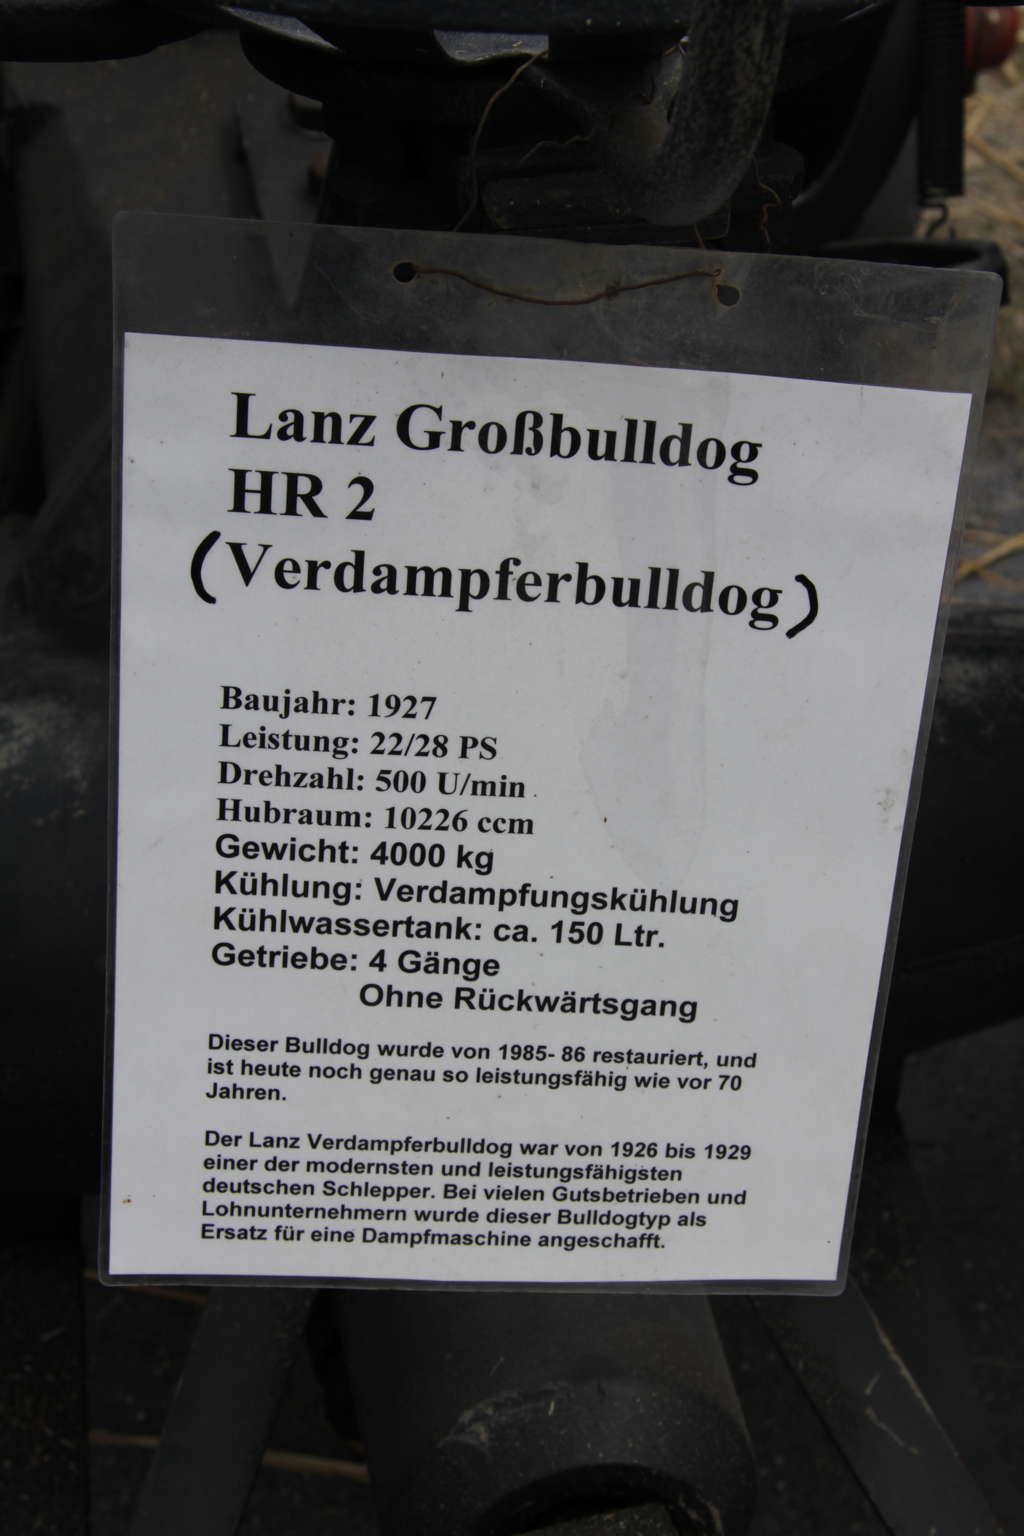 Lanz Großbulldog
HR 2
(Verdampferbulldog)
Baujahr: 1927
Leistung: 22/28 PS
Drehzahl: 500 U/min
Hubraum: 10226 ccm
Gewicht: 4000 kg
Kühlung: Verdampfungskühlung
Kühlwassertank: ca. 150 Ltr.
Getriebe: 4 Gänge
Ohne Rückwärtsgang
Dieser Bulldog wurde von 1985- 86 restauriert, und
ist heute noch genau so leistungsfähig wie vor 70
Jahren.
Der Lanz Verdampferbulldog war von 1926 bis 1929
einer der modernsten und leistungsfähigsten
deutschen Schlepper. Bei vielen Gutsbetrieben und
Lohnunternehmern wurde dieser Bulldogtyp als
Ersatz für eine Dampfmaschine angeschafft.